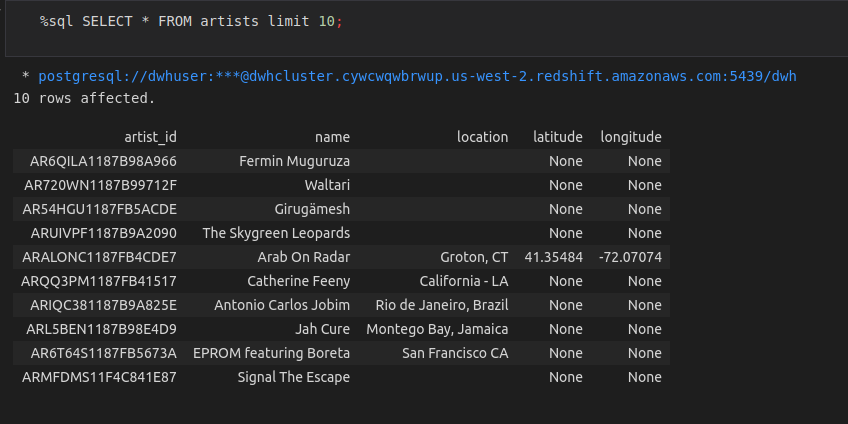 %sql SELECT * FROM artists limit 10;
* postgresql://dwhuser:***@dwhcluster.cywcwqwbrwup.us-west-2.redshift.amazonaws.com:5439/dwh
10 rows affected.
artist_id name location latitude longitude
AR6QILA1187B98A966 Fermin Muguruza None None
AR720WN1187B99712F Waltari None None
AR54HGU1187FB5ACDE Girugämesh None None
ARUIVPF1187B9A2090 The Skygreen Leopards None None
ARALONC1187FB4CDE7 Arab On Radar Groton, CT 41.35484 -72.07074
ARQQ3PM1187FB41517 Catherine Feeny California - LA None None
ARIQC381187B9A825E Antonio Carlos Jobim Rio de Janeiro, Brazil None None
ARL5BEN1187B98E4D9 Jah Cure Montego Bay, Jamaica None None
AR6T64S1187FB5673A EPROM featuring Boreta San Francisco CA None None
ARMFDMS11F4C841E87 Signal The Escape None None